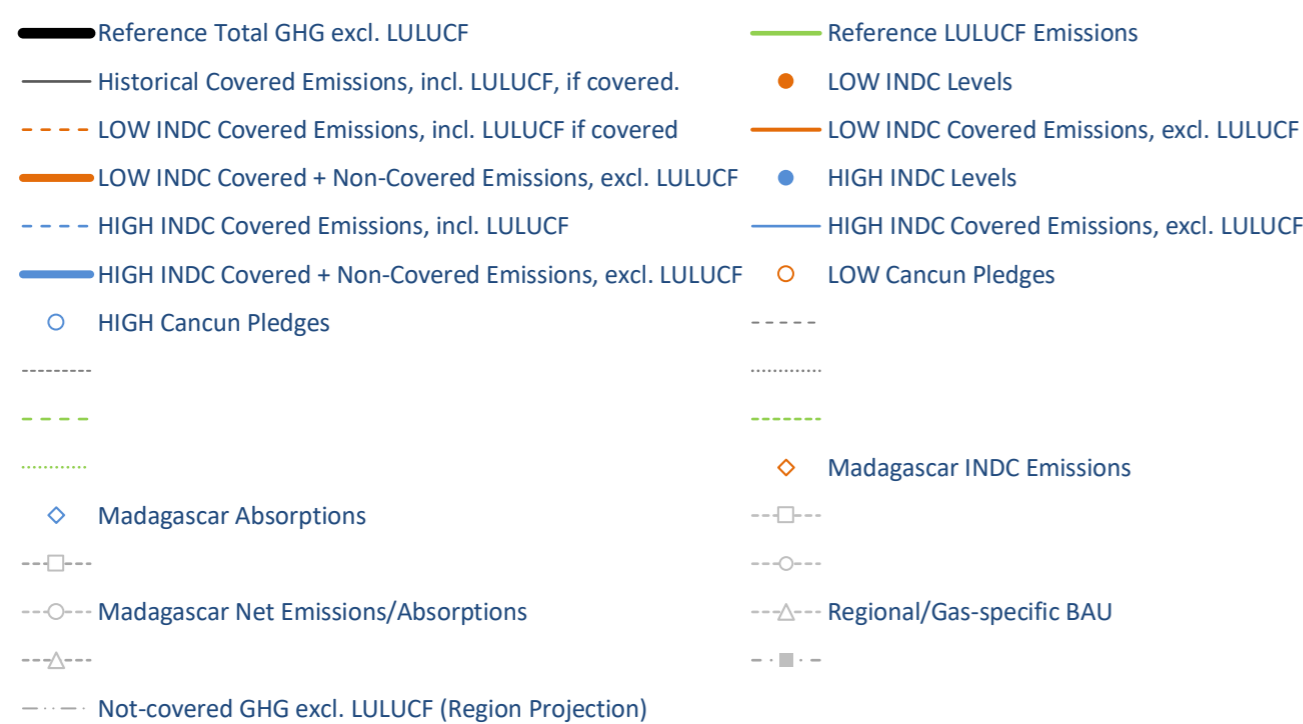 Reference Total GHG excl. LULUCF
Reference LULUCF Emissions
Historical Covered Emissions, incl. LULUCF, if covered.
LOW INDC Levels
LOW INDC Covered Emissions, incl. LULUCF if covered
LOW INDC Covered Emissions, excl. LULUCF
LOW INDC Covered + Non-Covered Emissions, excl. LULUCF
HIGH INDC Levels
HIGH INDC Covered Emissions, incl. LULUCF
HIGH INDC Covered Emissions, excl. LULUCF
HIGH INDC Covered + Non-Covered Emissions, excl. LULUCF
LOW Cancun Pledges
HIGH Cancun Pledges
Madagascar INDC Emissions
Madagascar Absorptions
Madagascar Net Emissions/Absorptions
Regional/Gas-specific BAU
Not-covered GHG excl. LULUCF (Region Projection)